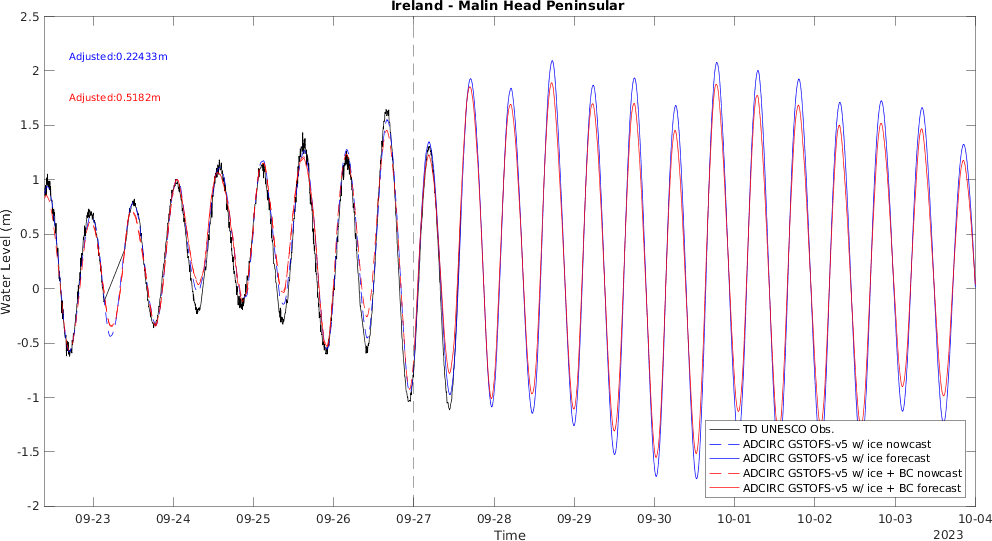 Ireland - Malin Head Peninsular
2.5
2
1.5
1
0.5
0
-0.5
-1
-1.5
-2
Water Level (m)
Adjusted:0.22433m
Adjusted:0.5182m
TD UNESCO Obs.
ADCIRC GSTOFS-v5 w/ ice nowcast
ADCIRC GSTOFS-v5 w/ ice forecast
ADCIRC GSTOFS-v5 w/ ice + BC nowcast
ADCIRC GSTOFS-v5 w/ ice + BC forecast
09-23 09-24 09-25 09-26 09-27 09-28 09-29 09-30 10-01 10-02 10-03 10-04
Time
2023